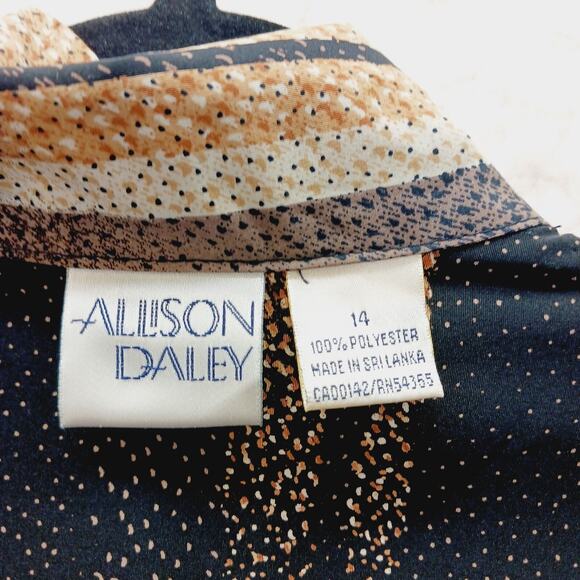 ALLISON
DALEY
14
100% POLYESTER
MADE IN SRI LANKA
CA00142/RN54355